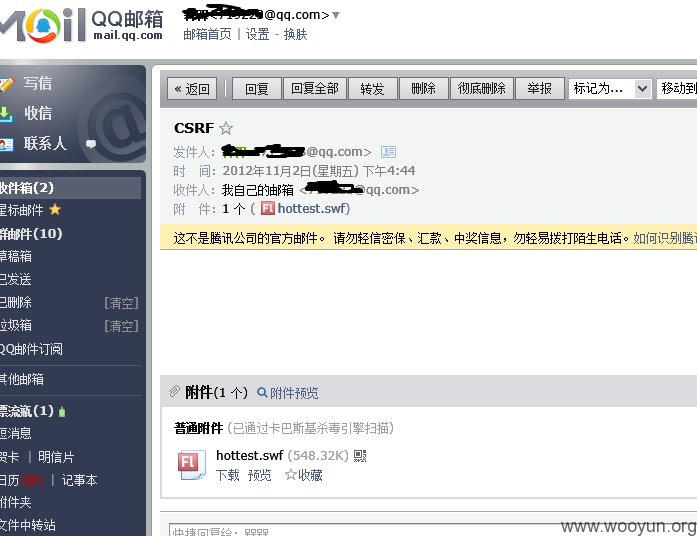 Mail QQ邮箱
mail.qq.com
@qq.com>
邮箱首页 | 设置 - 换肤
写信
收信
联系人
收件箱(2)
星标邮件
群邮件(10)
草稿箱
已发送
已删除 [清空]
垃圾箱 [清空]
QQ邮件订阅
其他邮箱
漂流瓶(1)
短消息
贺卡 | 明信片
日历 | 记事本
附件夹
文件中转站
« 返回 回复 回复全部 转发 删除 彻底删除 举报 标记为... 移动到
CSRF
发件人: @qq.com>
时 间: 2012年11月2日(星期五) 下午4:44
收件人: 我自己的邮箱 < @qq.com>
附 件: 1 个 ( hottest.swf)
这不是腾讯公司的官方邮件。 请勿轻信密保、汇款、中奖信息，勿轻易拨打陌生电话。 如何识别腾讯
附件(1 个) 附件预览
普通附件 (已通过卡巴斯基杀毒引擎扫描)
hottest.swf (548.32K)
下载 预览 收藏
快捷回复给:
www.wooyun.org